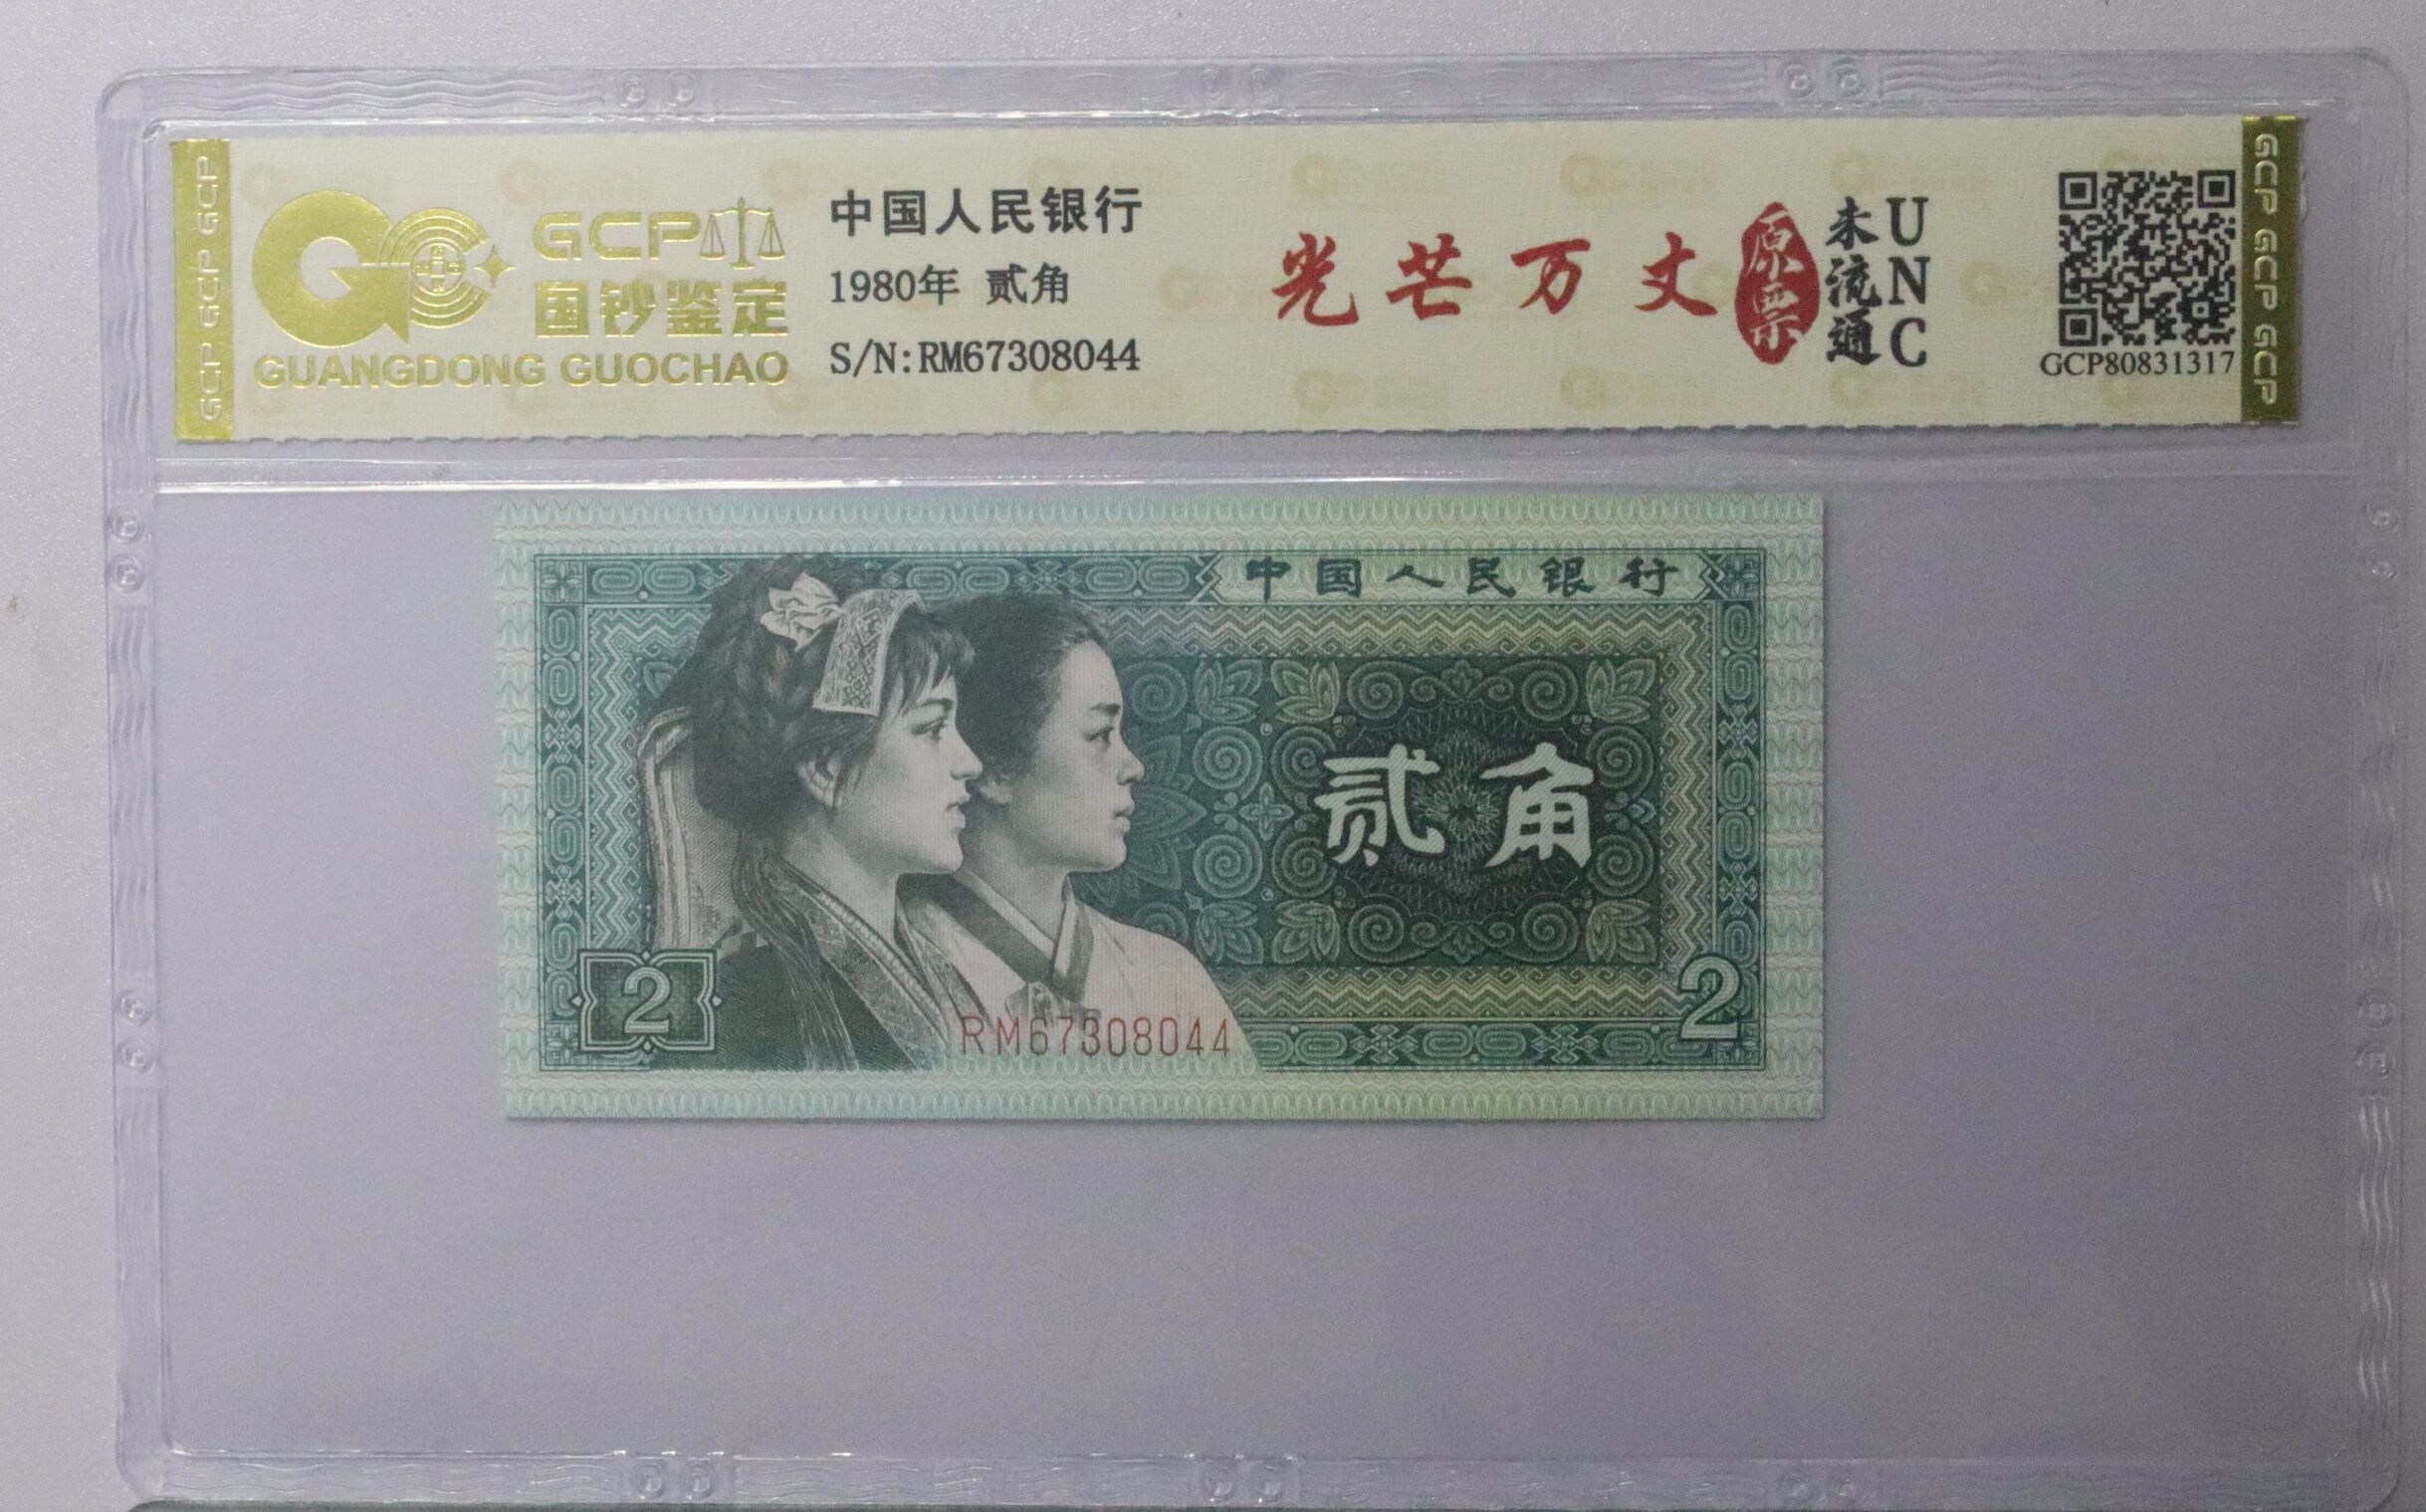 GCP GCP GCP
GCP
国钞鉴定
GUANGDONG GUOCHAO
中国人民银行
1980年 贰角
S/N:RM67308044
光芒万丈
原票
未流通
UNC
GCP80831317
GCP GCP GCP
中国人民银行
贰角
2
RM67308044
2